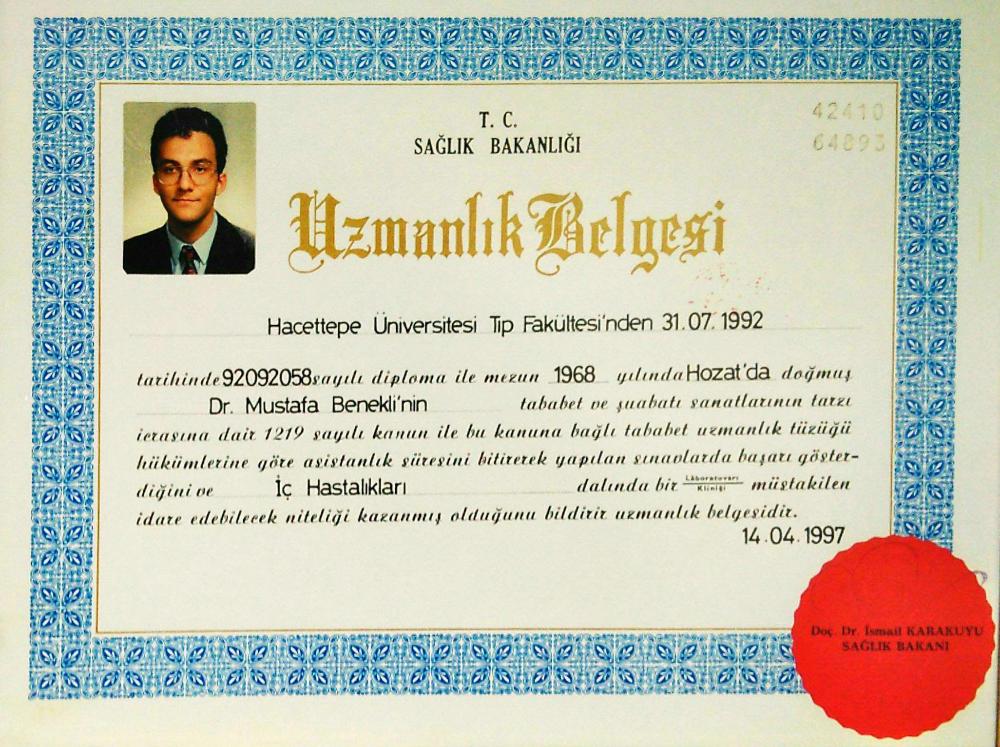 T. C.
SAĞLIK BAKANLIĞI
42410
64893
Uzmanlık Belgesi
Hacettepe Üniversitesi Tıp Fakültesi'nden 31.07.1992
tarihinde 92092058 sayılı diploma ile mezun 1968 yılında Hozat'da doğmuş
Dr. Mustafa Benekli'nin tababet ve şuabatı sanatlarının tarzı
icrasına dair 1219 sayılı kanun ile bu kanuna bağlı tababet uzmanlık tüzüğü
hükümlerine göre asistanlık süresini bitirerek yapılan sınavlarda başarı göster-
diğini ve İç Hastalıkları dalında bir Lâboratuvarı Kliniği müstakilen
idare edebilecek niteliği kazanmış olduğunu bildirir uzmanlık belgesidir.
14.04.1997
Doç. Dr. İsmail KARAKUYU
SAĞLIK BAKANI